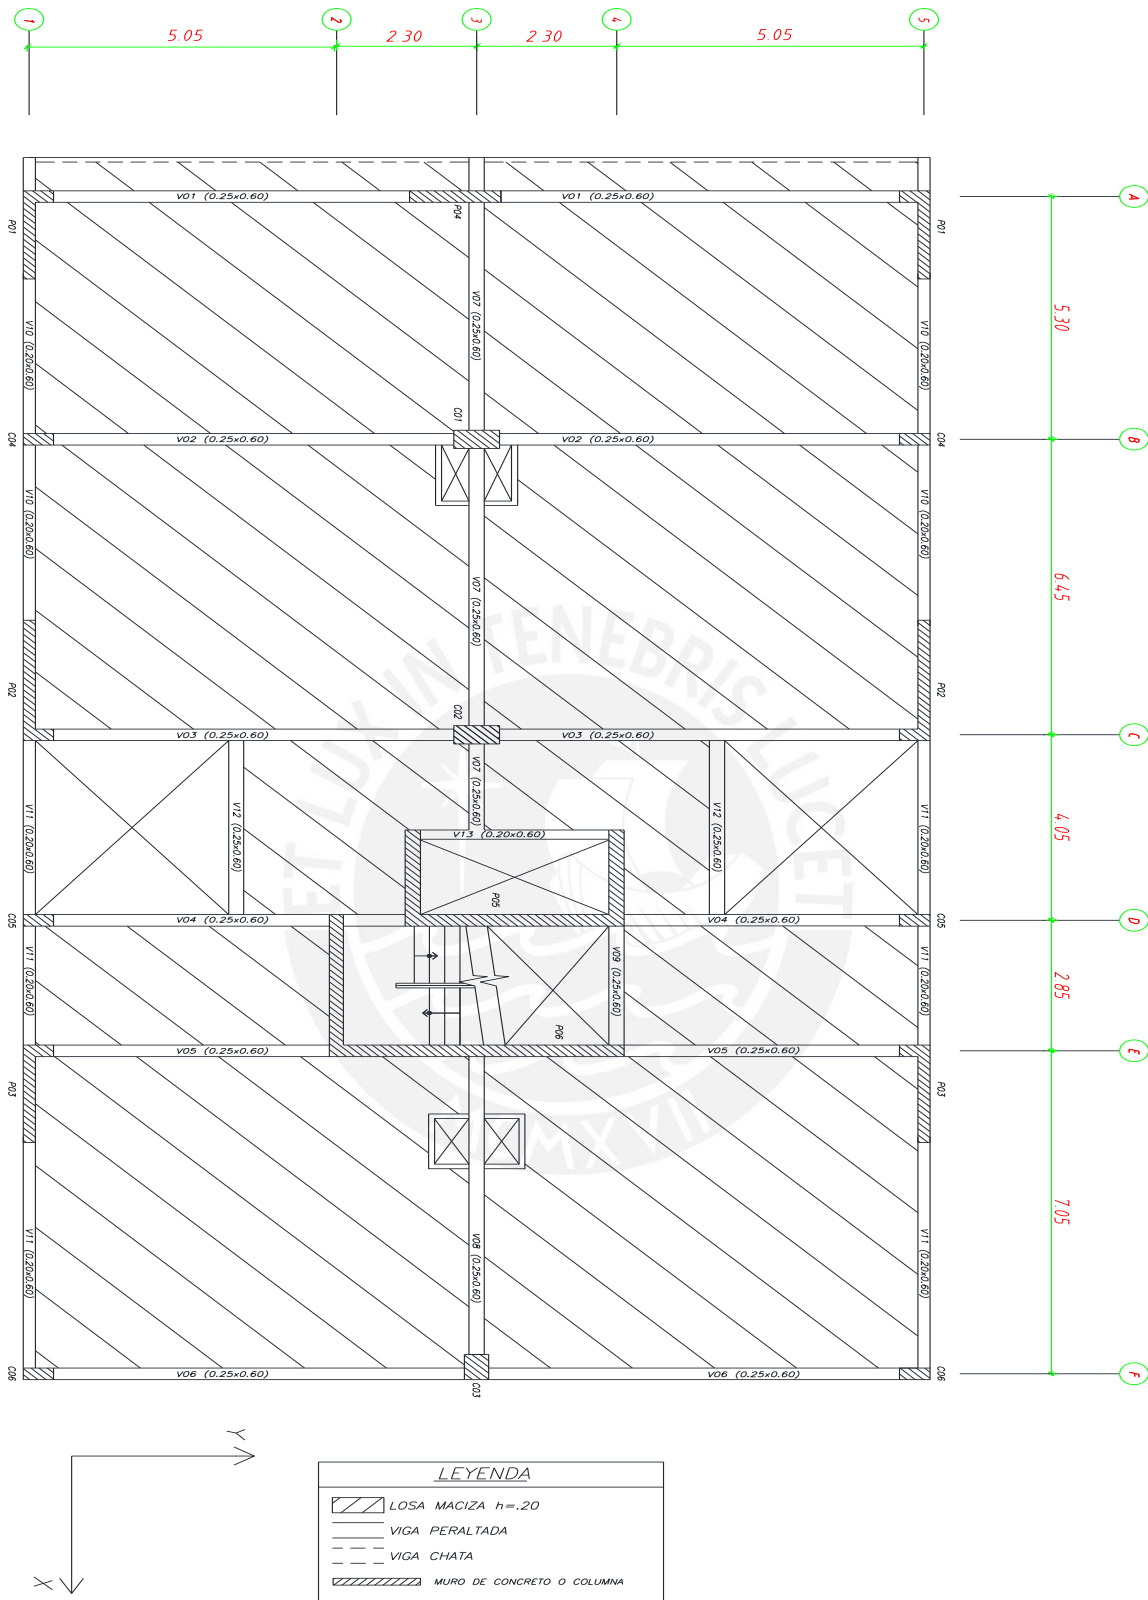 1
2
3
4
5
5.05
2.30
2.30
5.05
A
V01 (0.25x0.60)
V01 (0.25x0.60)
P01
P04
P01
5.30
V10 (0.20x0.60)
V07 (0.25x0.60)
V10 (0.20x0.60)
C01
B
C04
V02 (0.25x0.60)
V02 (0.25x0.60)
C04
V10 (0.20x0.60)
V07 (0.25x0.60)
V10 (0.20x0.60)
6.45
P02
P02
C02
C
V03 (0.25x0.60)
V03 (0.25x0.60)
V07 (0.25x0.60)
V11 (0.20x0.60)
V12 (0.25x0.60)
V12 (0.25x0.60)
V11 (0.20x0.60)
4.05
V13 (0.20x0.60)
P05
D
C05
V04 (0.25x0.60)
V04 (0.25x0.60)
C05
V11 (0.20x0.60)
V09 (0.25x0.60)
V11 (0.20x0.60)
2.85
P06
E
V05 (0.25x0.60)
V05 (0.25x0.60)
P03
P03
7.05
V11 (0.20x0.60)
V08 (0.25x0.60)
V11 (0.20x0.60)
F
C06
V06 (0.25x0.60)
V06 (0.25x0.60)
C06
C03
ET LUX IN TENEBRIS LUCET
MCMXVII
Y
X
LEYENDA
LOSA MACIZA h=.20
VIGA PERALTADA
VIGA CHATA
MURO DE CONCRETO O COLUMNA